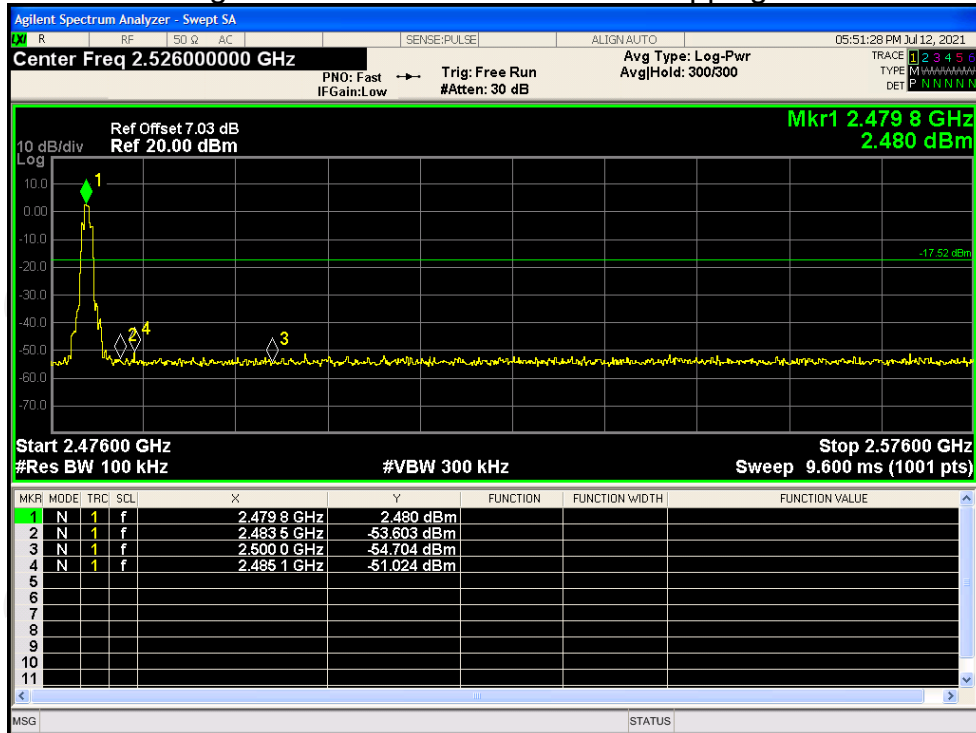 Agilent Spectrum Analyzer - Swept SA
LXI R RF 50 Ω AC SENSE:PULSE ALIGN AUTO 05:51:28 PM Jul 12, 2021
Center Freq 2.526000000 GHz
PNO: Fast
IFGain:Low
Trig: Free Run
#Atten: 30 dB
Avg Type: Log-Pwr
Avg|Hold: 300/300
TRACE 1 2 3 4 5 6
TYPE M
DET P N N N N N
Mkr1 2.479 8 GHz
2.480 dBm
Ref Offset 7.03 dB
10 dB/div Ref 20.00 dBm
Log
10.0
0.00
-10.0
-20.0
-30.0
-40.0
-50.0
-60.0
-70.0
1
-17.52 dBm
2 4
3
Start 2.47600 GHz Stop 2.57600 GHz
#Res BW 100 kHz #VBW 300 kHz Sweep 9.600 ms (1001 pts)
MKR MODE TRC SCL X Y FUNCTION FUNCTION WIDTH FUNCTION VALUE
1 N 1 f 2.479 8 GHz 2.480 dBm
2 N 1 f 2.483 5 GHz -53.603 dBm
3 N 1 f 2.500 0 GHz -54.704 dBm
4 N 1 f 2.485 1 GHz -51.024 dBm
5
6
7
8
9
10
11
MSG STATUS